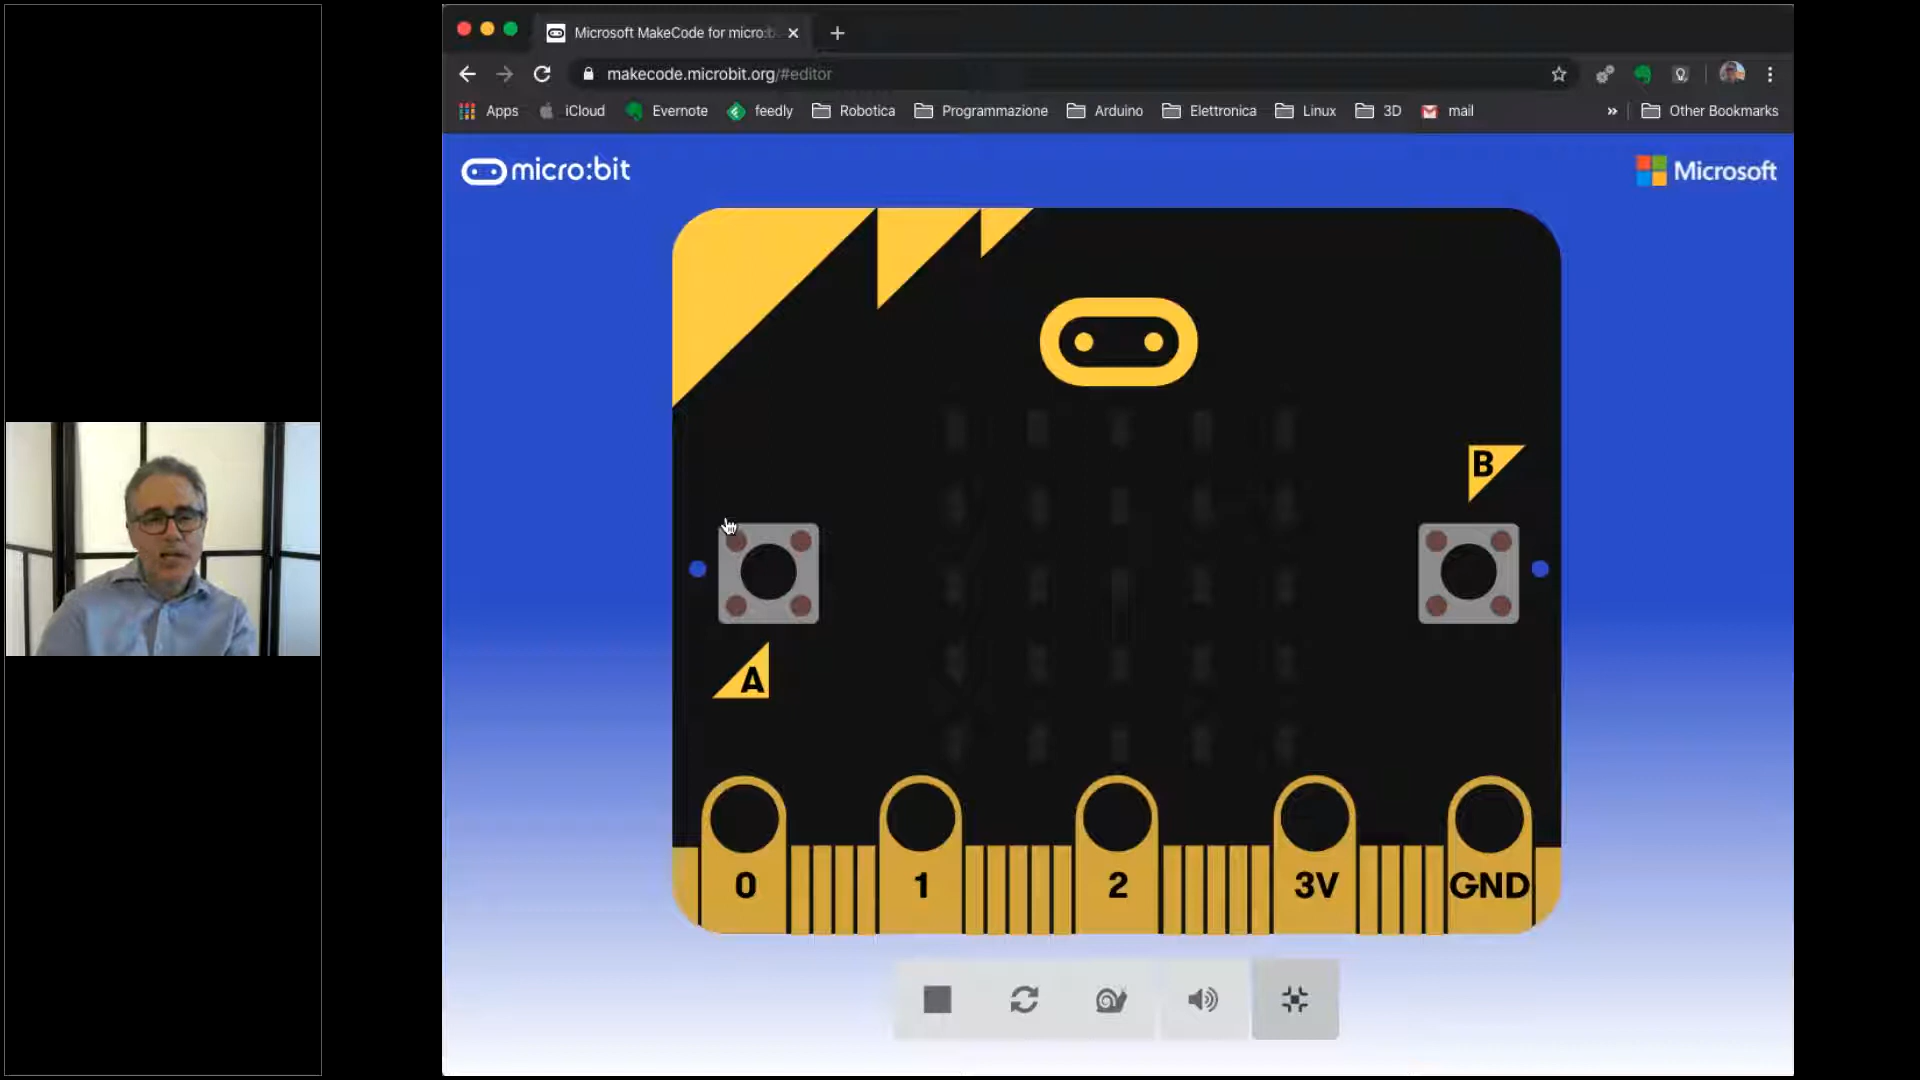 Microsoft MakeCode for micro:b
makecode.microbit.org/#editor
Apps iCloud Evernote feedly Robotica Programmazione Arduino Elettronica Linux 3D mail » Other Bookmarks
micro:bit
Microsoft
B
A
0 1 2 3V GND